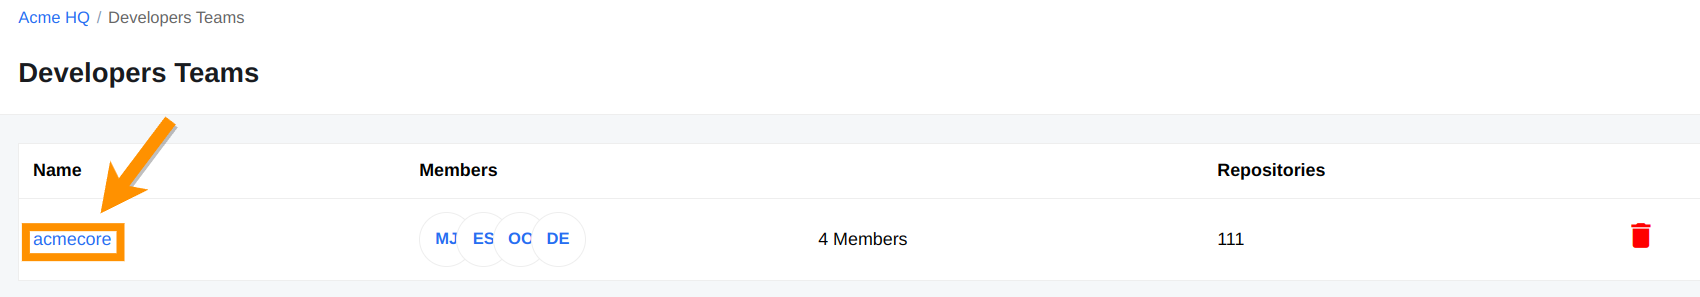 Acme HQ / Developers Teams
Developers Teams
Name Members Repositories
acmecore MJ ES OC DE 4 Members 111